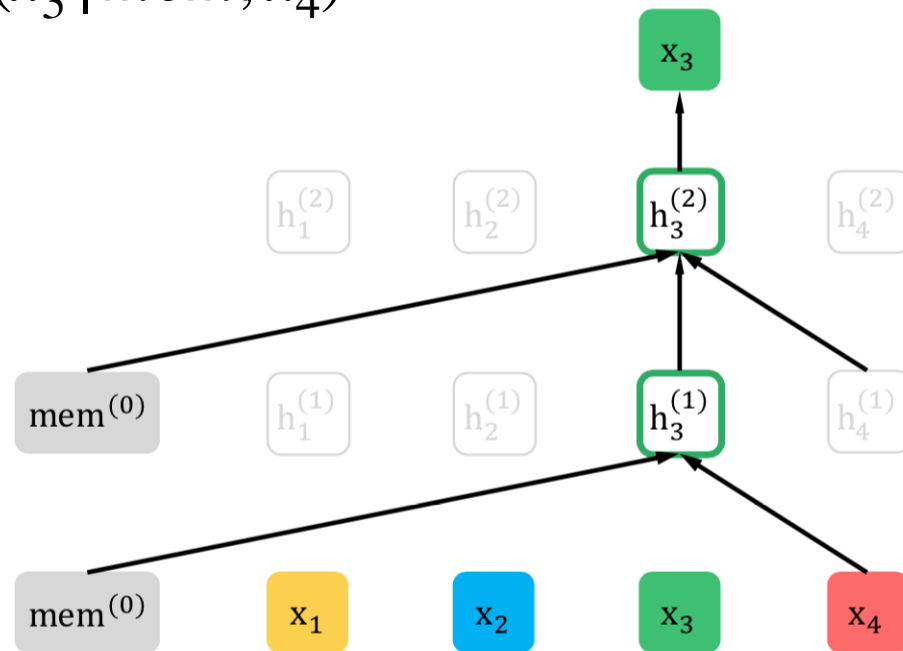 x₃
h₁⁽²⁾ h₂⁽²⁾ h₃⁽²⁾ h₄⁽²⁾
mem⁽⁰⁾ h₁⁽¹⁾ h₂⁽¹⁾ h₃⁽¹⁾ h₄⁽¹⁾
mem⁽⁰⁾ x₁ x₂ x₃ x₄